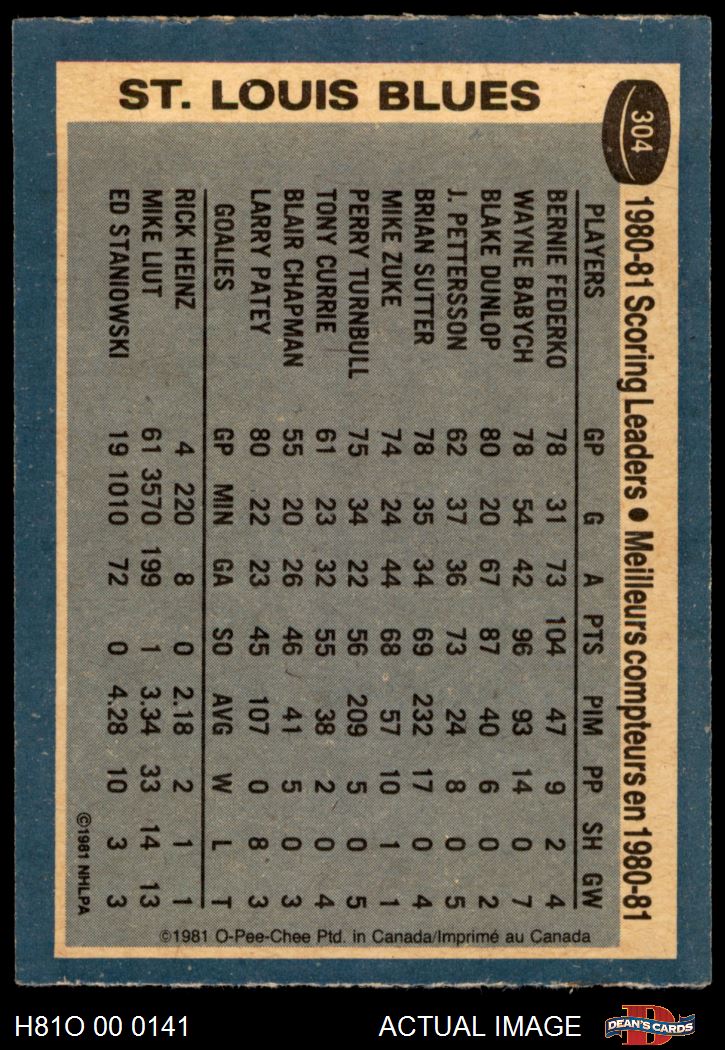 ST. LOUIS BLUES
304
1980-81 Scoring Leaders • Meilleurs compteurs en 1980-81
PLAYERS GP G A PTS PIM PP SH GW
BERNIE FEDERKO 78 31 73 104 47 9 2 4
WAYNE BABYCH 78 54 42 96 93 14 0 7
BLAKE DUNLOP 80 20 67 87 40 6 0 2
J. PETTERSSON 62 37 36 73 24 8 0 5
BRIAN SUTTER 78 35 34 69 232 17 0 4
MIKE ZUKE 74 24 44 68 57 10 1 1
PERRY TURNBULL 75 34 22 56 209 5 0 5
TONY CURRIE 61 23 32 55 38 2 0 4
BLAIR CHAPMAN 55 20 26 46 41 5 0 3
LARRY PATEY 80 22 23 45 107 0 8 3
GOALIES GP MIN GA SO AVG W L T
RICK HEINZ 4 220 8 0 2.18 2 1 1
MIKE LIUT 61 3570 199 1 3.34 33 14 13
ED STANIOWSKI 19 1010 72 0 4.28 10 3 3
©1981 NHLPA
©1981 O-Pee-Chee Ptd. in Canada/Imprimé au Canada
H81O 00 0141
ACTUAL IMAGE
D
DEAN'S CARDS